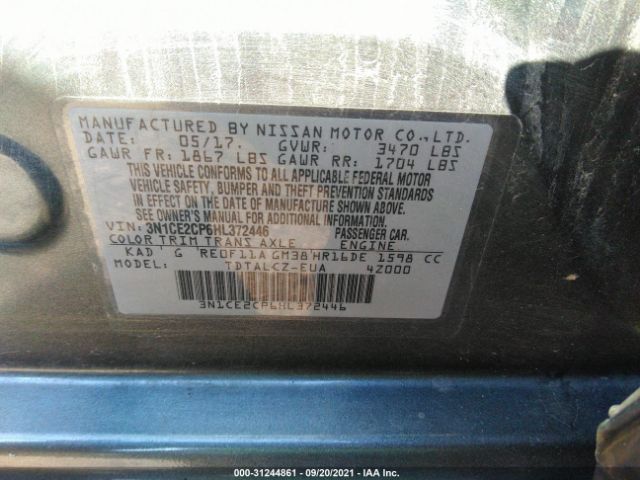 MANUFACTURED BY NISSAN MOTOR CO.,LTD.
DATE: 05/17. GVWR: 3470 LBS
GAWR FR: 1867 LBS GAWR RR: 1704 LBS
THIS VEHICLE CONFORMS TO ALL APPLICABLE FEDERAL MOTOR
VEHICLE SAFETY, BUMPER AND THEFT PREVENTION STANDARDS
IN EFFECT ON THE DATE OF MANUFACTURE SHOWN ABOVE.
SEE OWNER'S MANUAL FOR ADDITIONAL INFORMATION.
VIN: 3N1CE2CP6HL372446 PASSENGER CAR.
COLOR TRIM TRANS AXLE ENGINE
KAD G RE0F11A GM38 HR16DE 1598 CC
TDTALCZ-EUA 4Z000
3N1CE2CP6HL372446
000-31244861 | 09/20/2021 | IAA Inc.